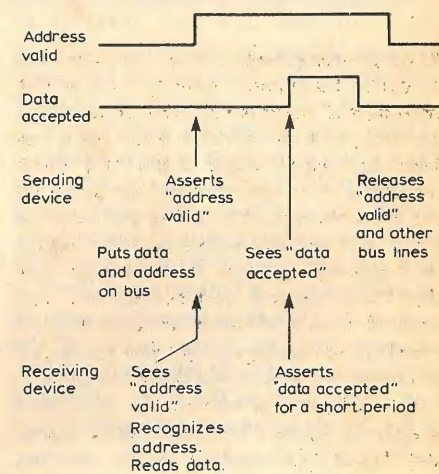 Address
valid
Data
accepted
Sending
device
Asserts
"address
valid"
Releases
"address
valid"
and other
bus lines
Puts data
and address
on bus
Sees "data
accepted"
Receiving
device
Sees
"address
valid"
Recognizes
address.
Reads data.
Asserts
"data accepted"
for a short period